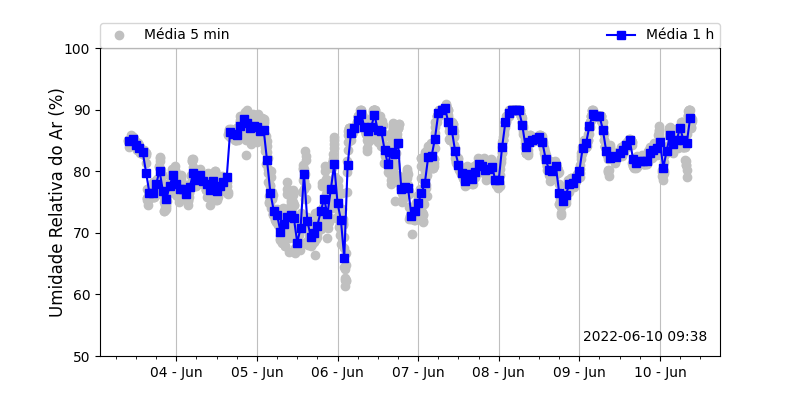 Média 5 min Média 1 h
Umidade Relativa do Ar (%)
100
90
80
70
60
50
2022-06-10 09:38
04 - Jun 05 - Jun 06 - Jun 07 - Jun 08 - Jun 09 - Jun 10 - Jun